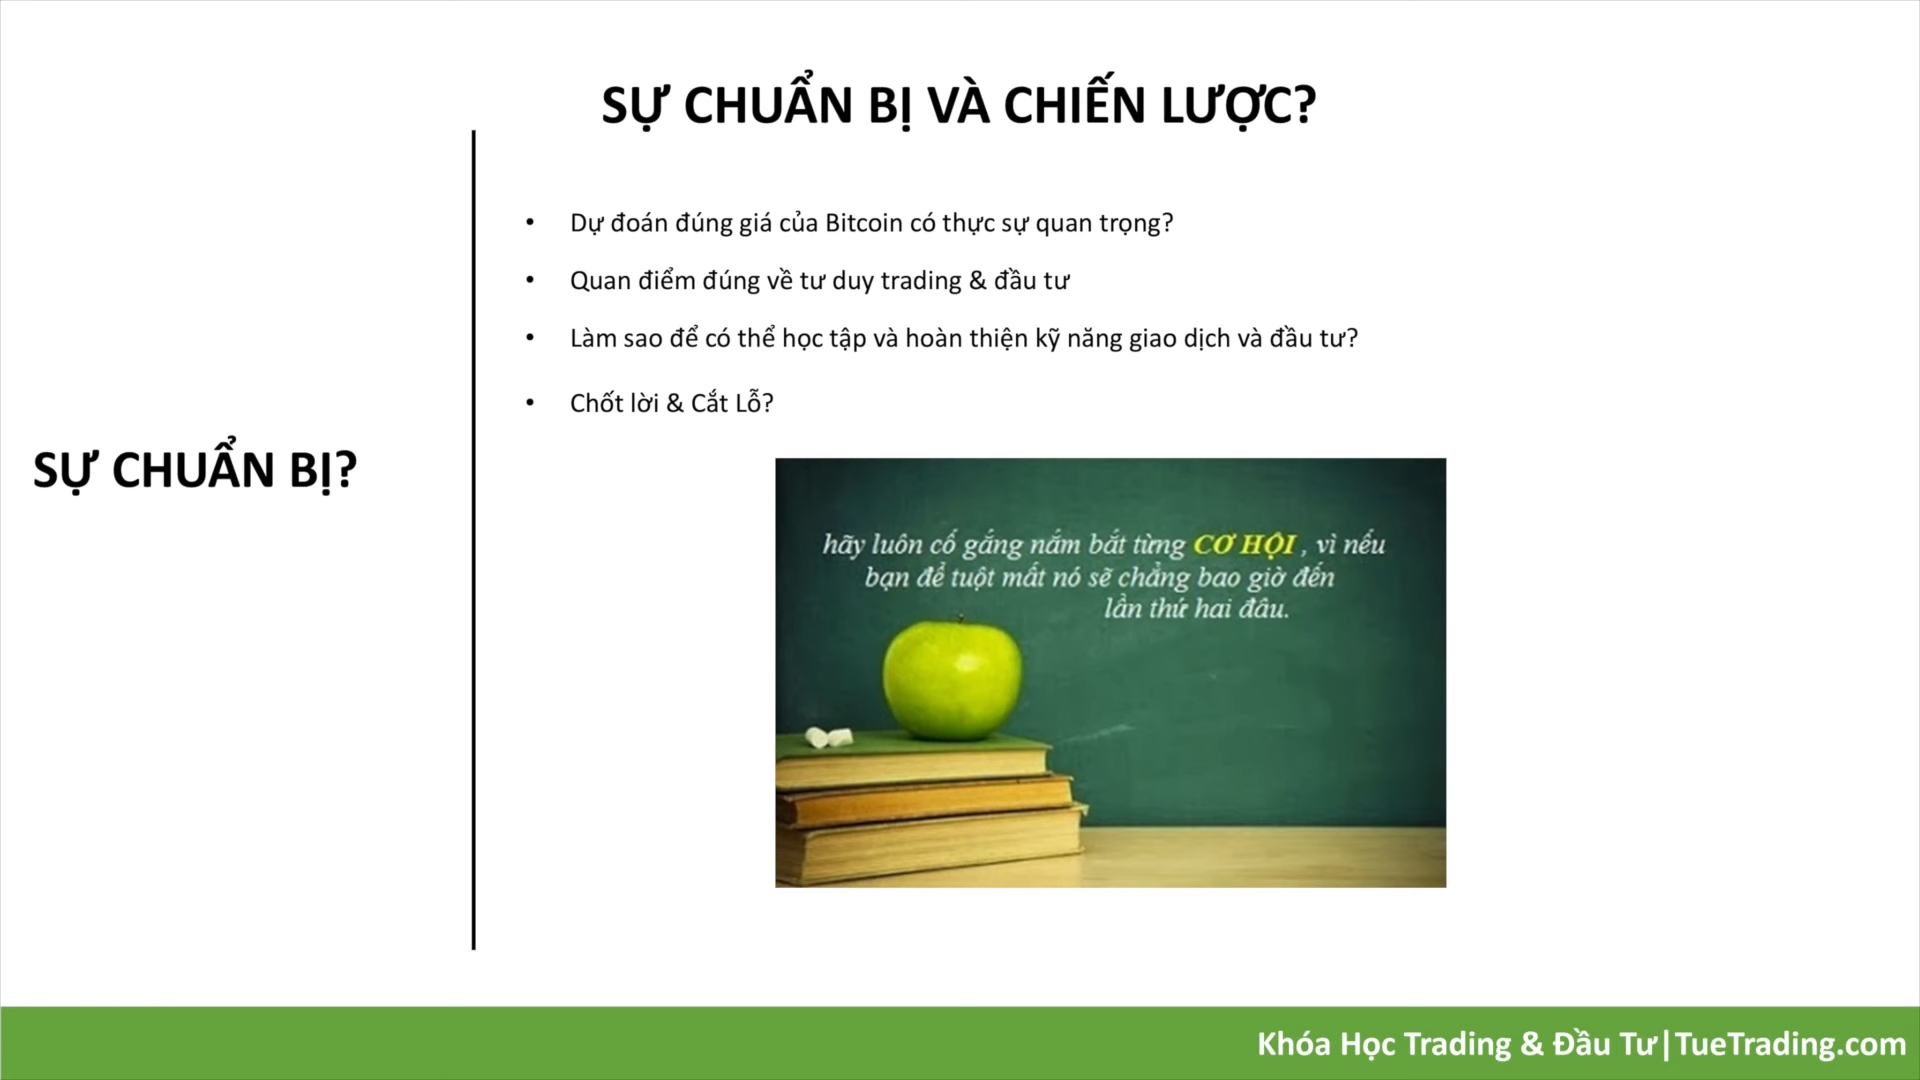 SỰ CHUẨN BỊ VÀ CHIẾN LƯỢC?
SỰ CHUẨN BỊ?
• Dự đoán đúng giá của Bitcoin có thực sự quan trọng?
• Quan điểm đúng về tư duy trading & đầu tư
• Làm sao để có thể học tập và hoàn thiện kỹ năng giao dịch và đầu tư?
• Chốt lời & Cắt Lỗ?
hãy luôn cố gắng nắm bắt từng CƠ HỘI , vì nếu
bạn để tuột mất nó sẽ chẳng bao giờ đến
lần thứ hai đâu.
Khóa Học Trading & Đầu Tư|TueTrading.com